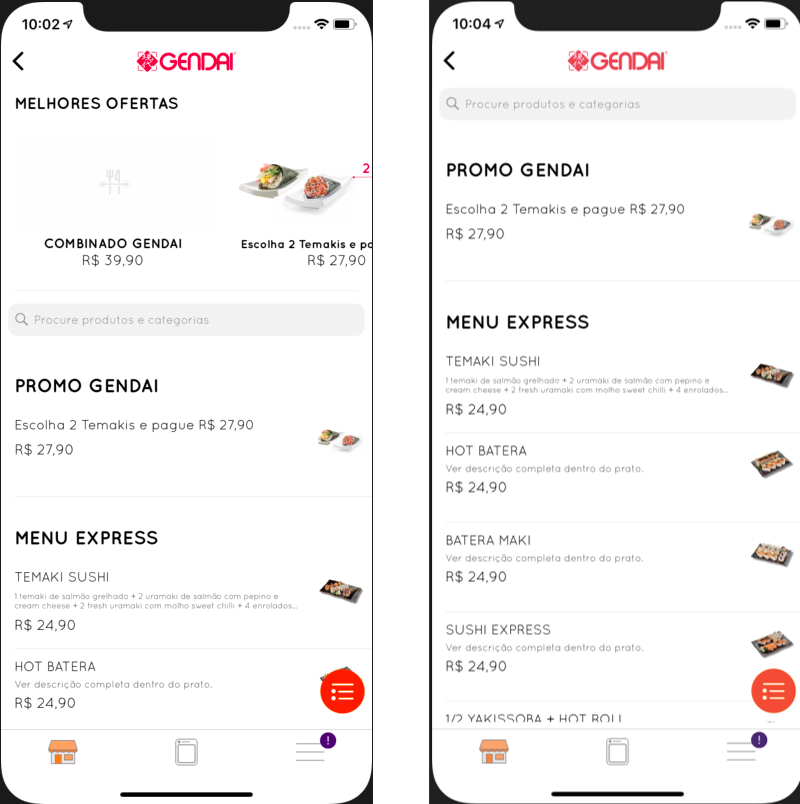 10:02
GENDAI
MELHORES OFERTAS
2
COMBINADO GENDAI
R$ 39,90
Escolha 2 Temakis e pa
R$ 27,90
Procure produtos e categorias
PROMO GENDAI
Escolha 2 Temakis e pague R$ 27,90
R$ 27,90
MENU EXPRESS
TEMAKI SUSHI
1 temaki de salmão grelhado + 2 uramaki de salmão com pepino e
cream cheese + 2 fresh uramaki com molho sweet chilli + 4 enrolados...
R$ 24,90
HOT BATERA
Ver descrição completa dentro do prato.
R$ 24,90
!
10:04
GENDAI
Procure produtos e categorias
PROMO GENDAI
Escolha 2 Temakis e pague R$ 27,90
R$ 27,90
MENU EXPRESS
TEMAKI SUSHI
1 temaki de salmão grelhado + 2 uramaki de salmão com pepino e
cream cheese + 2 fresh uramaki com molho sweet chilli + 4 enrolados...
R$ 24,90
HOT BATERA
Ver descrição completa dentro do prato.
R$ 24,90
BATERA MAKI
Ver descrição completa dentro do prato.
R$ 24,90
SUSHI EXPRESS
Ver descrição completa dentro do prato.
R$ 24,90
1/2 YAKISSOBA + HOT ROLL
!